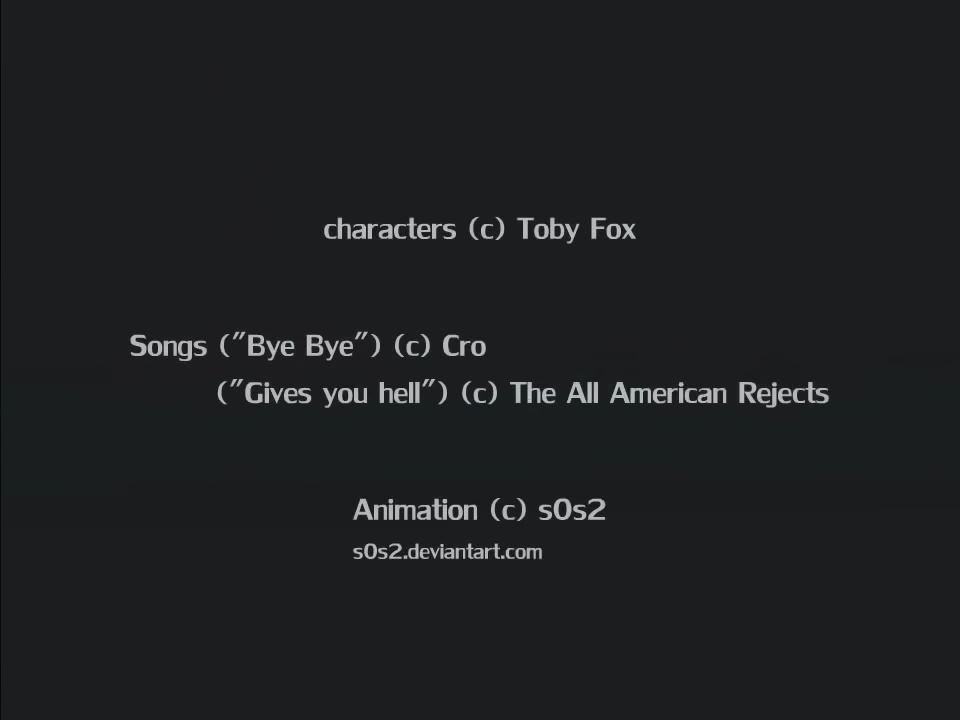 characters (c) Toby Fox
Songs ("Bye Bye") (c) Cro
("Gives you hell") (c) The All American Rejects
Animation (c) s0s2
s0s2.deviantart.com